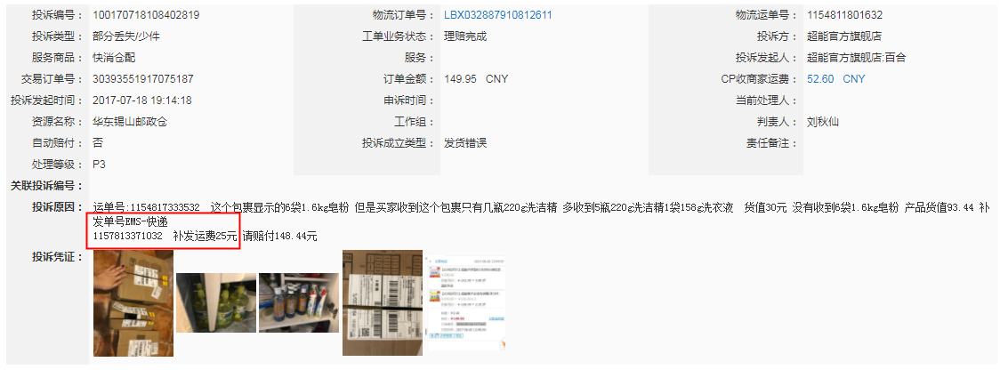 投诉编号： 100170718108402819 物流订单号： LBX032887910812611 物流运单号： 1154811801632
投诉类型： 部分丢失/少件 工单业务状态： 理赔完成 投诉方： 超能官方旗舰店
服务商品： 快消仓配 服务： 投诉发起人： 超能官方旗舰店:百合
交易订单号： 30393551917075187 订单金额： 149.95 CNY CP收商家运费： 52.60 CNY
投诉发起时间： 2017-07-18 19:14:18 申诉时间： 当前处理人：
资源名称： 华东锡山邮政仓 工作组： 判责人： 刘秋仙
自动赔付： 否 投诉成立类型： 发货错误 责任备注：
处理等级： P3
关联投诉编号：
投诉原因： 运单号:1154817333532 这个包裹显示的6袋1.6kg皂粉 但是买家收到这个包裹只有几瓶220g洗洁精 多收到5瓶220g洗洁精1袋158g洗衣液 货值30元 没有收到6袋1.6kg皂粉 产品货值93.44 补
发单号EMS-快递
1157813371032 补发运费25元 请赔付148.44元
投诉凭证：